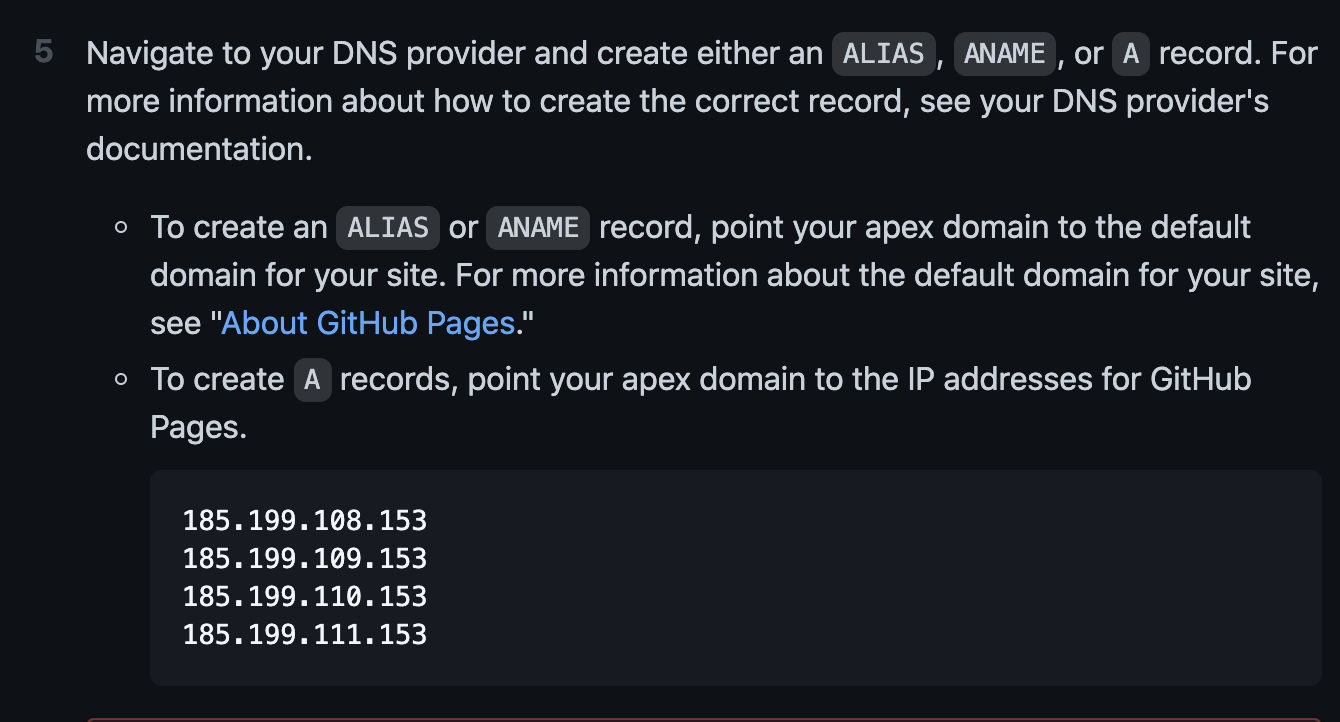 5 Navigate to your DNS provider and create either an ALIAS, ANAME, or A record. For
more information about how to create the correct record, see your DNS provider's
documentation.
To create an ALIAS or ANAME record, point your apex domain to the default
domain for your site. For more information about the default domain for your site,
see "About GitHub Pages."
To create A records, point your apex domain to the IP addresses for GitHub
Pages.
185.199.108.153
185.199.109.153
185.199.110.153
185.199.111.153